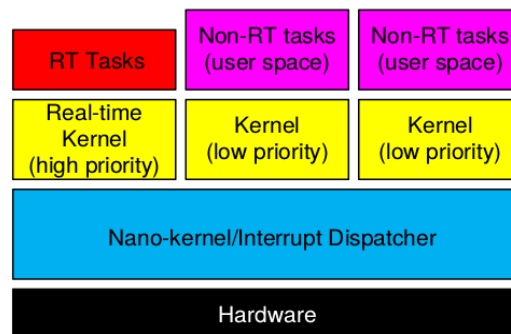 RT Tasks
Non-RT tasks
(user space)
Non-RT tasks
(user space)
Real-time
Kernel
(high priority)
Kernel
(low priority)
Kernel
(low priority)
Nano-kernel/Interrupt Dispatcher
Hardware